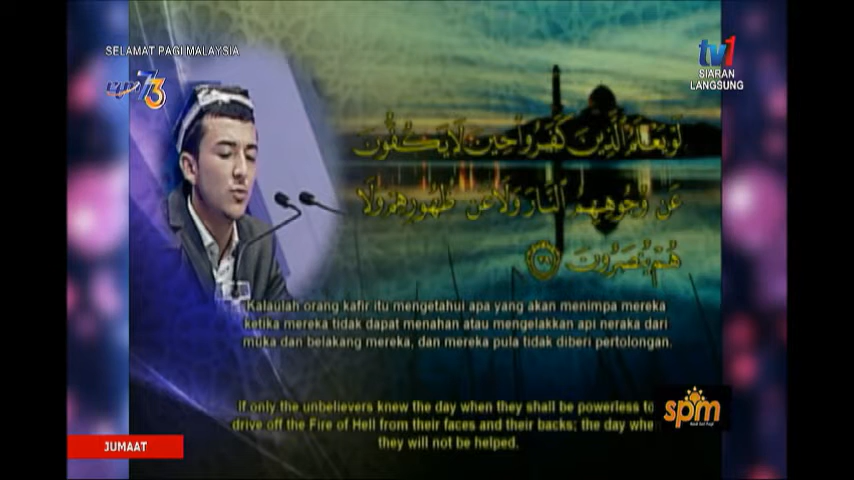 SELAMAT PAGI MALAYSIA
tv1
SIARAN
LANGSUNG
73
لَوْ يَعْلَمُ الَّذِينَ كَفَرُوا حِينَ لَا يَكُفُّونَ
عَن وُجُوهِهِمُ النَّارَ وَلَا عَن ظُهُورِهِمْ وَلَا
هُمْ يُنصَرُونَ
Kalaulah orang kafir itu mengetahui apa yang akan menimpa mereka
ketika mereka tidak dapat menahan atau mengelakkan api neraka dari
muka dan belakang mereka, dan mereka pula tidak diberi pertolongan.
If only the unbelievers knew the day when they shall be powerless to
drive off the Fire of Hell from their faces and their backs; the day whe
they will not be helped.
spm
JUMAAT